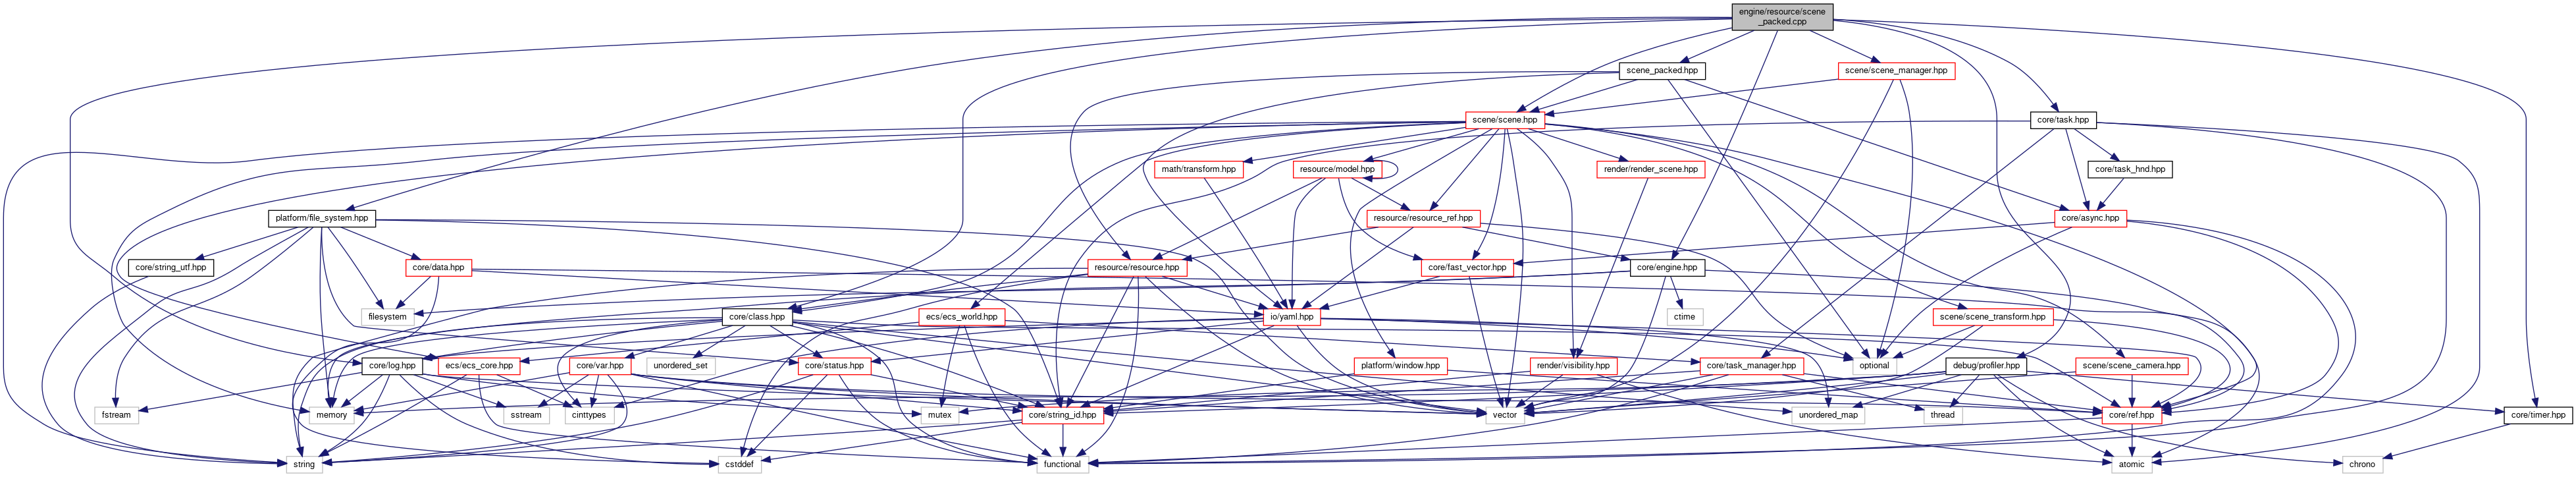 engine/resource/scene
_packed.cpp
scene_packed.hpp
scene/scene_manager.hpp
scene/scene.hpp
core/task.hpp
math/transform.hpp
resource/model.hpp
render/render_scene.hpp
core/task_hnd.hpp
platform/file_system.hpp
resource/resource_ref.hpp
core/async.hpp
core/string_utf.hpp
core/data.hpp
resource/resource.hpp
core/fast_vector.hpp
core/engine.hpp
filesystem
core/class.hpp
ecs/ecs_world.hpp
io/yaml.hpp
ctime
scene/scene_transform.hpp
core/log.hpp
ecs/ecs_core.hpp
core/var.hpp
unordered_set
core/status.hpp
platform/window.hpp
render/visibility.hpp
core/task_manager.hpp
optional
debug/profiler.hpp
scene/scene_camera.hpp
fstream
memory
sstream
cinttypes
mutex
core/string_id.hpp
vector
unordered_map
thread
core/ref.hpp
core/timer.hpp
string
cstddef
functional
atomic
chrono